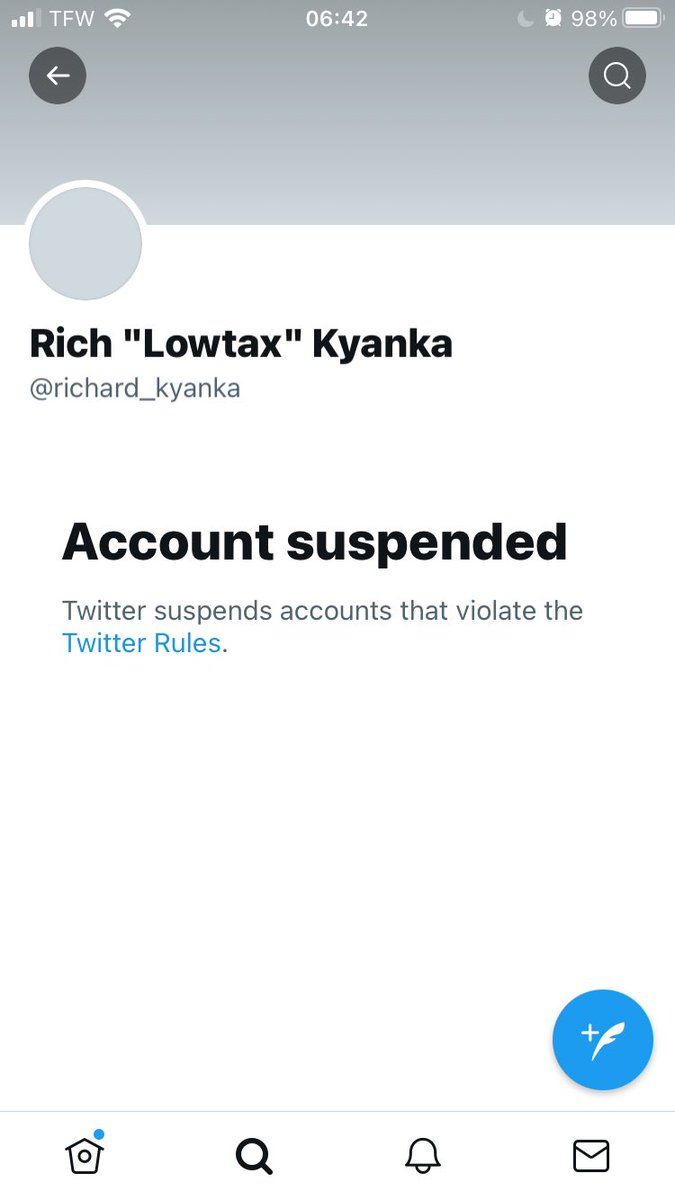 TFW 06:42 98%
Rich "Lowtax" Kyanka
@richard_kyanka
Account suspended
Twitter suspends accounts that violate the
Twitter Rules.